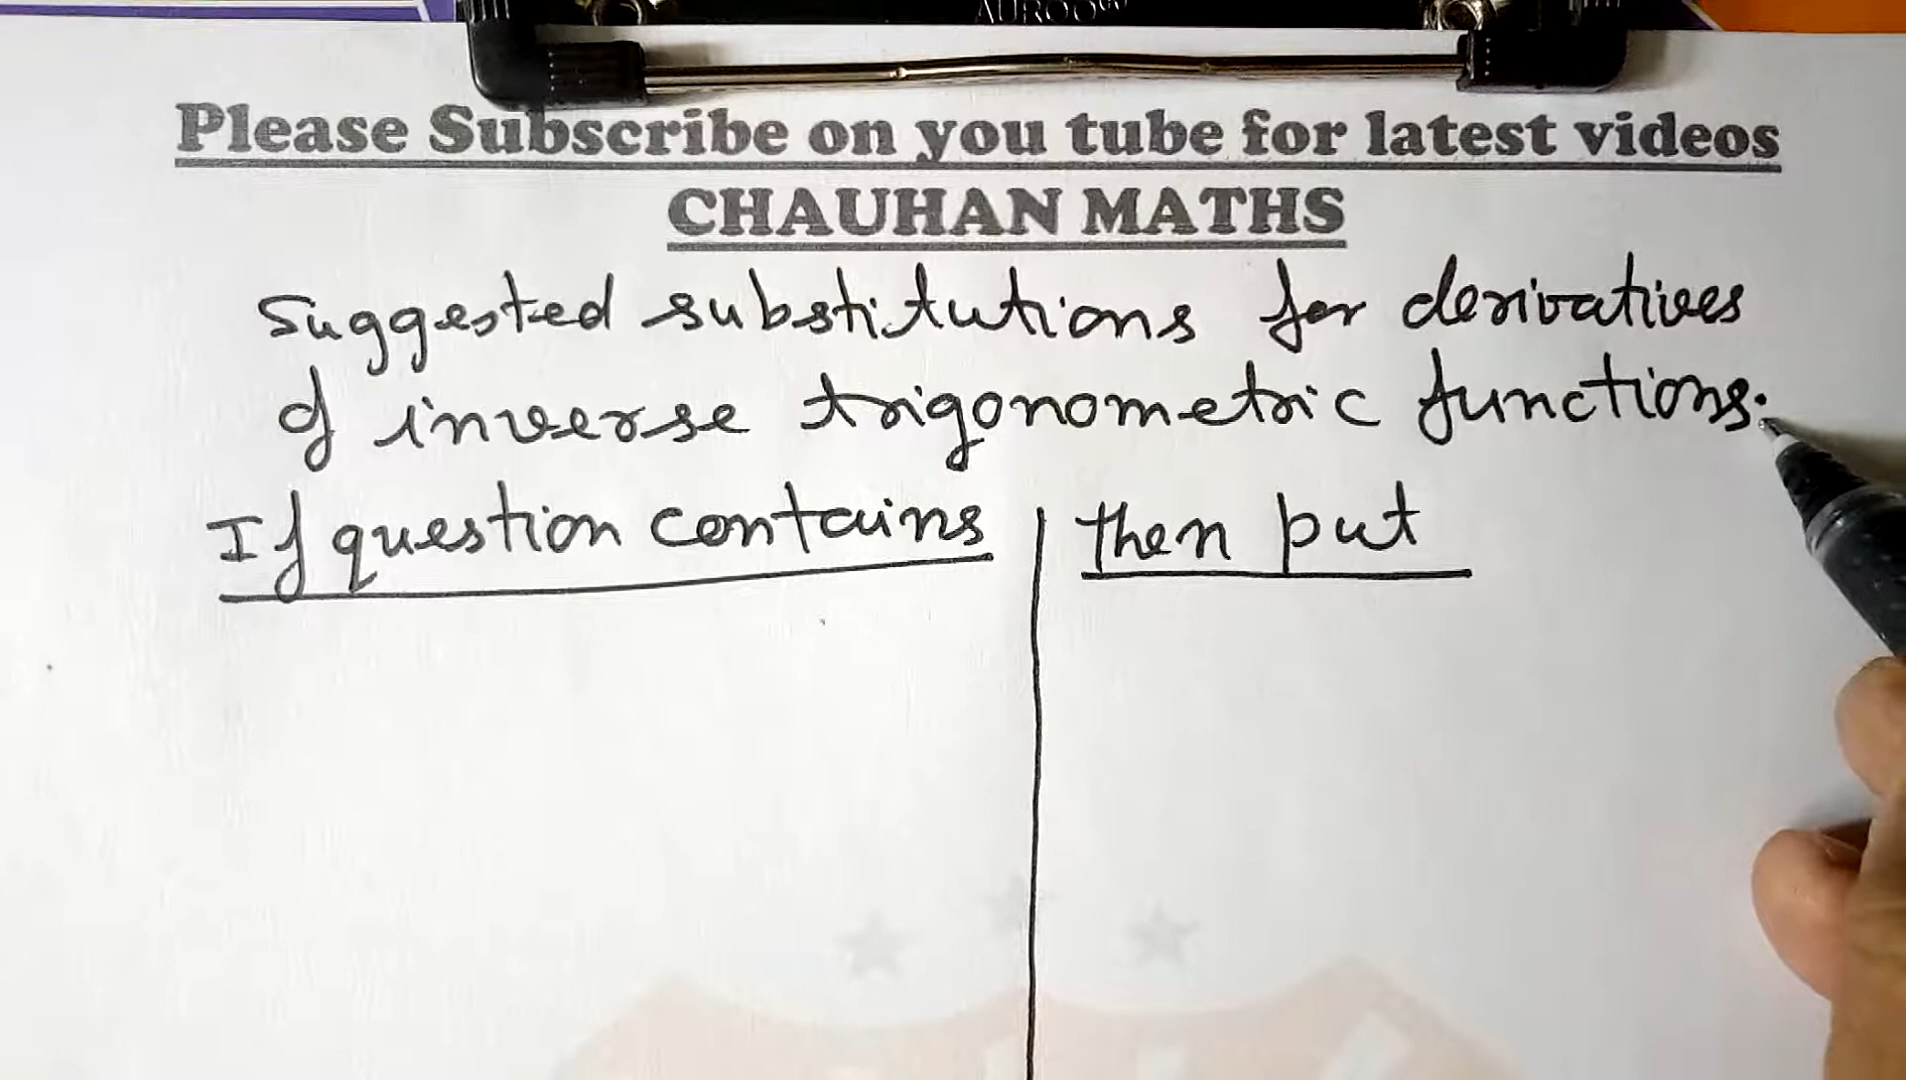 Please Subscribe on you tube for latest videos
CHAUHAN MATHS
Suggested substitutions for derivatives
of inverse trigonometric functions.
If question contains
then put